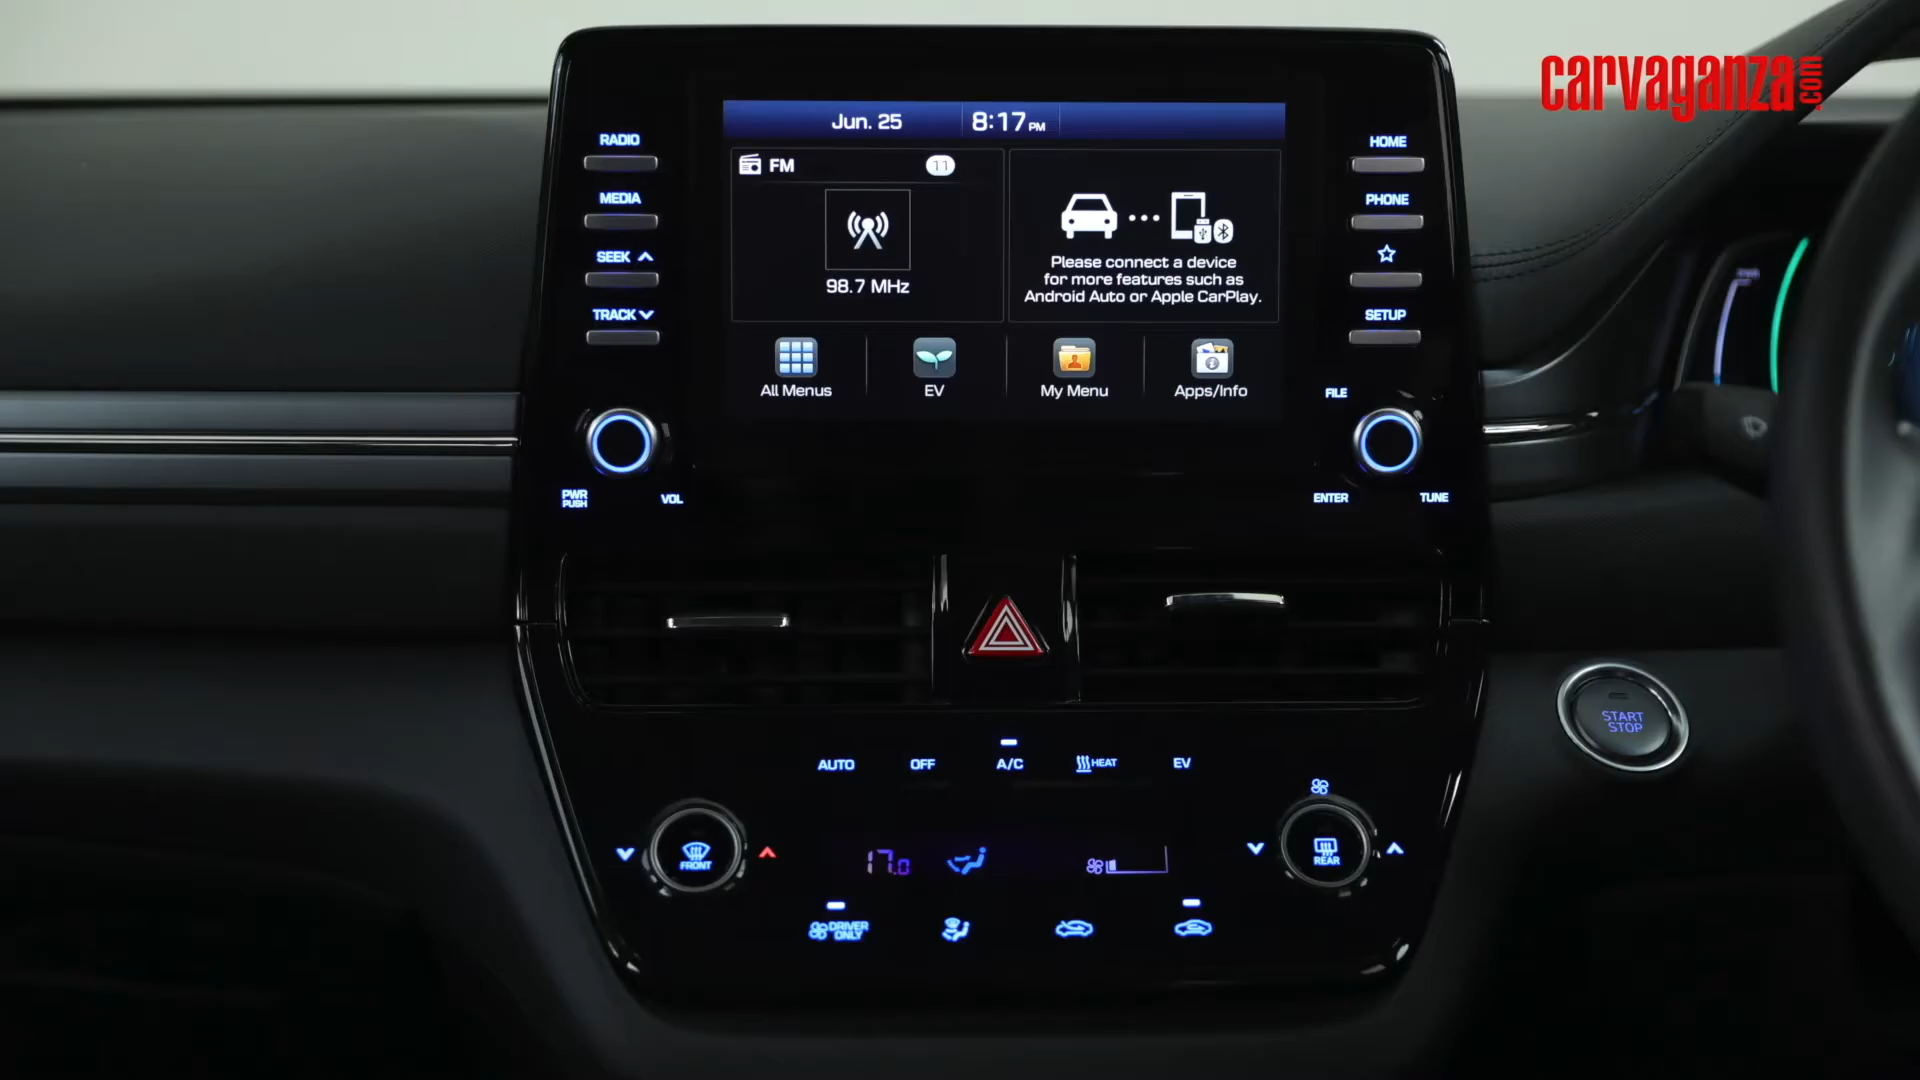 carvaganza.com
Jun. 25 8:17 PM
RADIO
MEDIA
SEEK
TRACK
FM 11
98.7 MHz
Please connect a device
for more features such as
Android Auto or Apple CarPlay.
All Menus EV My Menu Apps/Info
HOME
PHONE
SETUP
FILE
PWR
PUSH
VOL
ENTER TUNE
START
STOP
AUTO OFF A/C HEAT EV
FRONT
17.0
REAR
DRIVER
ONLY